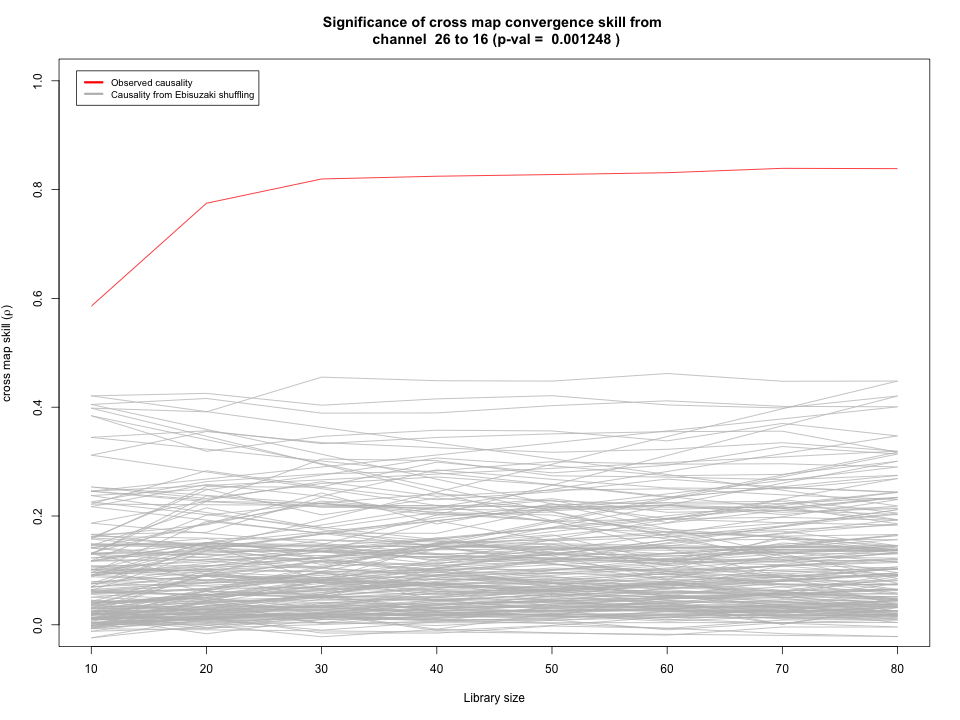 Significance of cross map convergence skill from
channel  26 to 16 (p-val =  0.001248 )
Observed causality
Causality from Ebisuzaki shuffling
cross map skill (ρ)
1.0
0.8
0.6
0.4
0.2
0.0
10 20 30 40 50 60 70 80
Library size